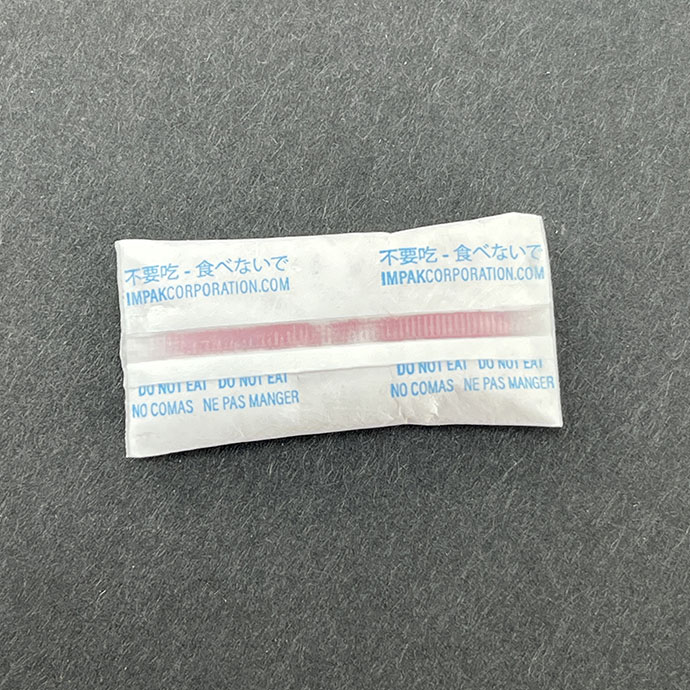 不要吃 - 食べないで
IMPAKCORPORATION.COM
不要吃 - 食べないで
IMPAKCORPORATION.COM
DO NOT EAT DO NOT EAT
NO COMAS NE PAS MANGER
DO NOT EAT DO NOT EAT
NO COMAS NE PAS MANGER